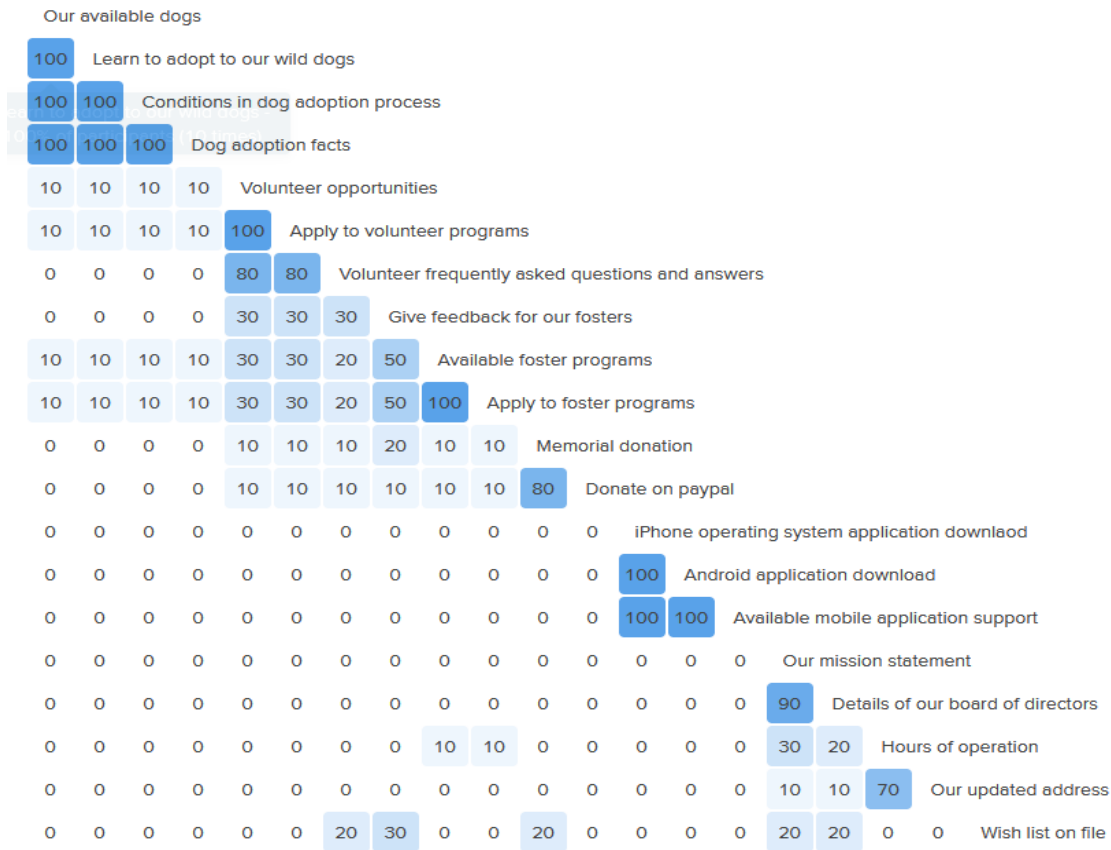 Our available dogs
100 Learn to adopt to our wild dogs
100 100 Conditions in dog adoption process
100 100 100 Dog adoption facts
10 10 10 10 Volunteer opportunities
10 10 10 10 100 Apply to volunteer programs
0 0 0 0 80 80 Volunteer frequently asked questions and answers
0 0 0 0 30 30 30 Give feedback for our fosters
10 10 10 10 30 30 20 50 Available foster programs
10 10 10 10 30 30 20 50 100 Apply to foster programs
0 0 0 0 10 10 10 20 10 10 Memorial donation
0 0 0 0 10 10 10 10 10 10 80 Donate on paypal
0 0 0 0 0 0 0 0 0 0 0 0 iPhone operating system application downlaod
0 0 0 0 0 0 0 0 0 0 0 0 100 Android application download
0 0 0 0 0 0 0 0 0 0 0 0 100 100 Available mobile application support
0 0 0 0 0 0 0 0 0 0 0 0 0 0 0 Our mission statement
0 0 0 0 0 0 0 0 0 0 0 0 0 0 0 90 Details of our board of directors
0 0 0 0 0 0 0 0 10 10 0 0 0 0 0 30 20 Hours of operation
0 0 0 0 0 0 0 0 0 0 0 0 0 0 0 10 10 70 Our updated address
0 0 0 0 0 0 20 30 0 0 20 0 0 0 0 20 20 0 0 Wish list on file